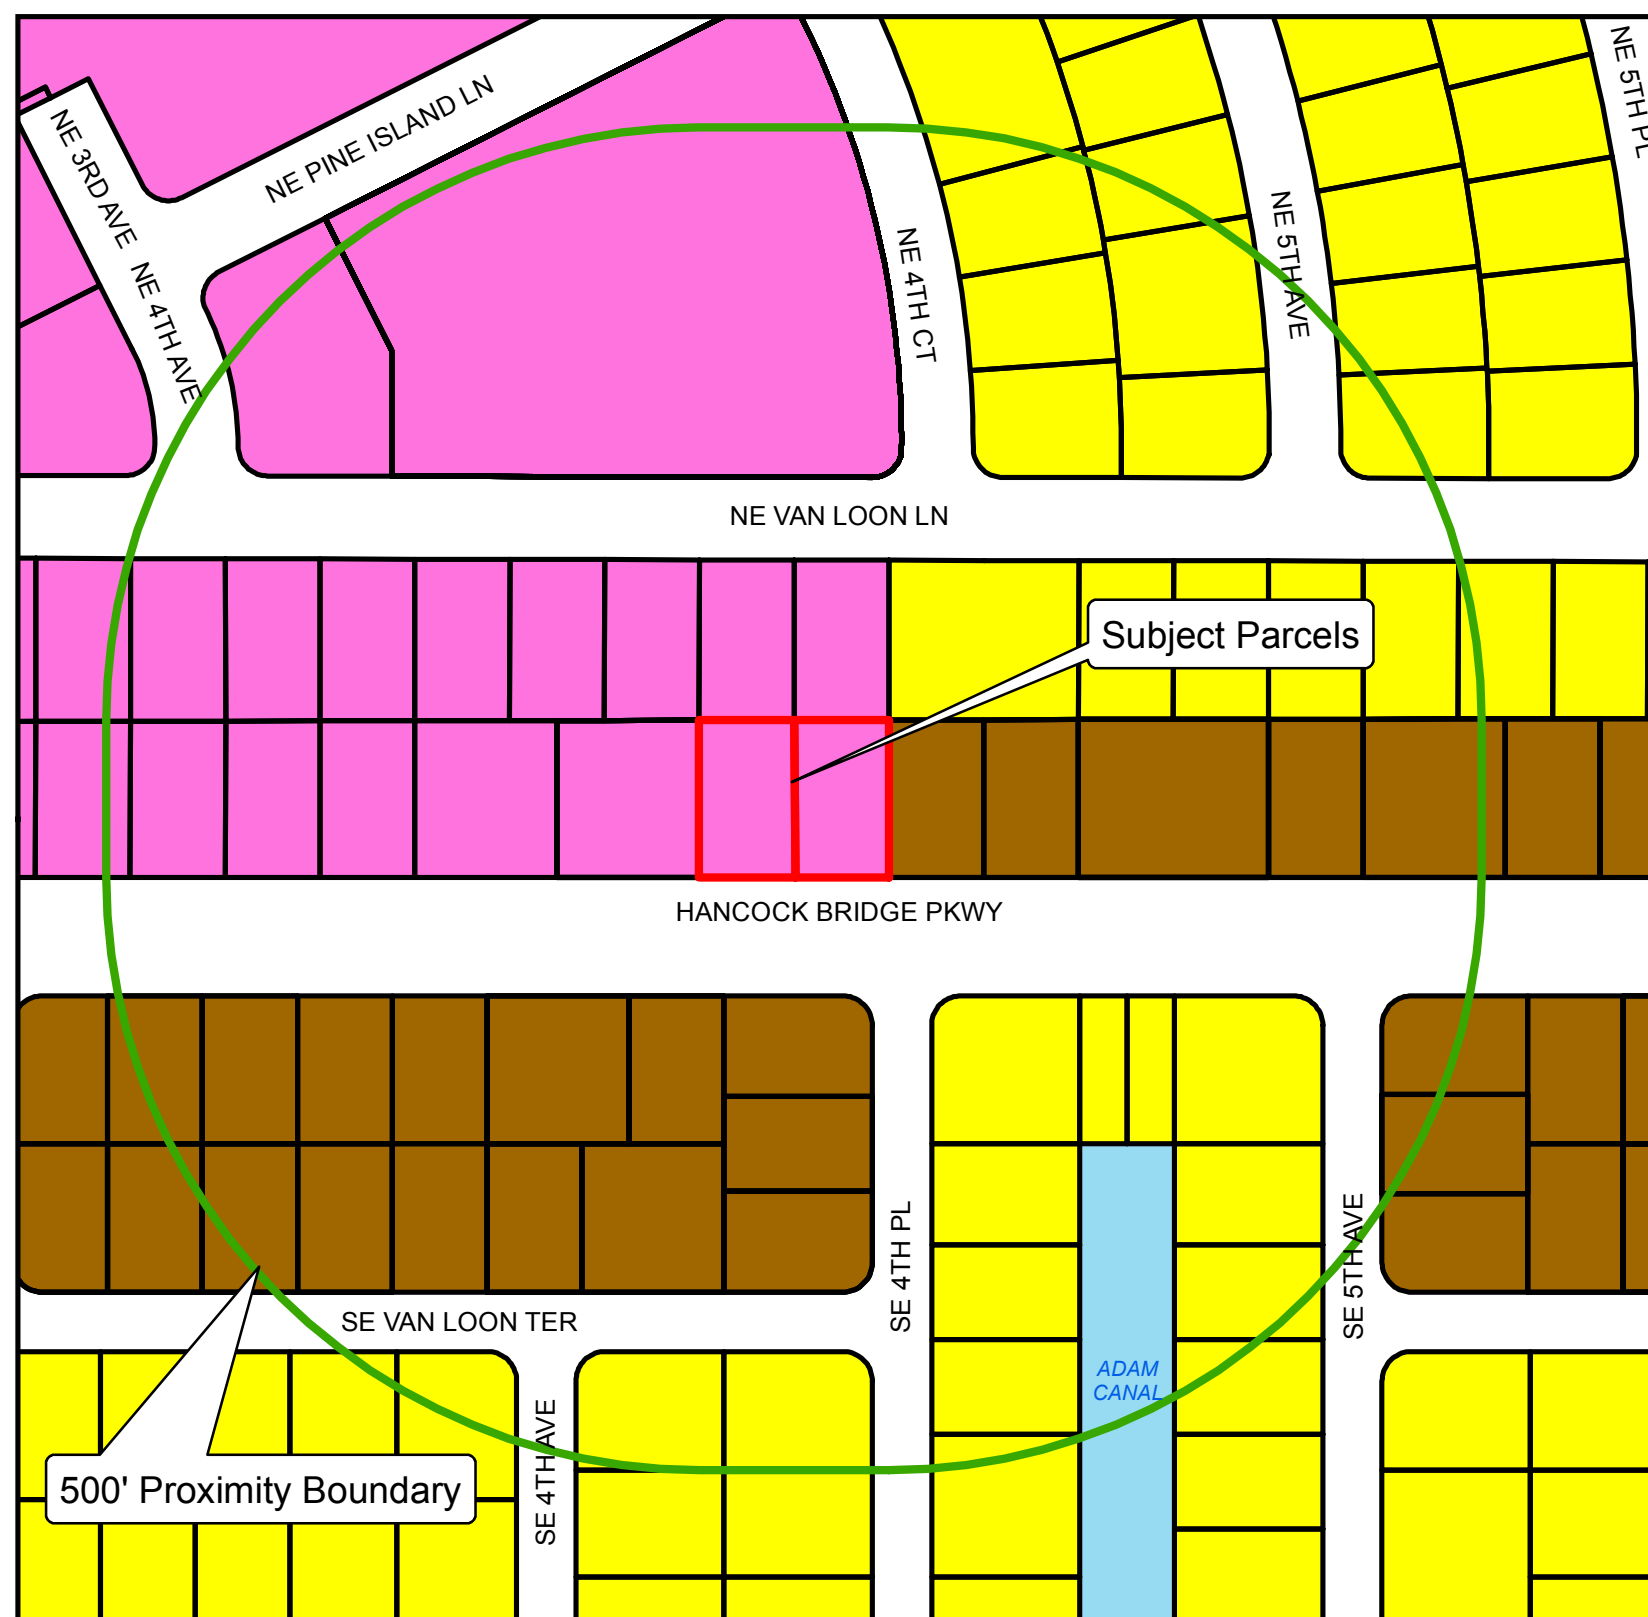 NE 5TH PL
NE PINE ISLAND LN
NE 3RD AVE
NE 4TH AVE
NE 4TH CT
NE 5TH AVE
NE VAN LOON LN
Subject Parcels
HANCOCK BRIDGE PKWY
SE 4TH PL
SE 5TH AVE
SE VAN LOON TER
ADAM
CANAL
SE 4TH AVE
500' Proximity Boundary